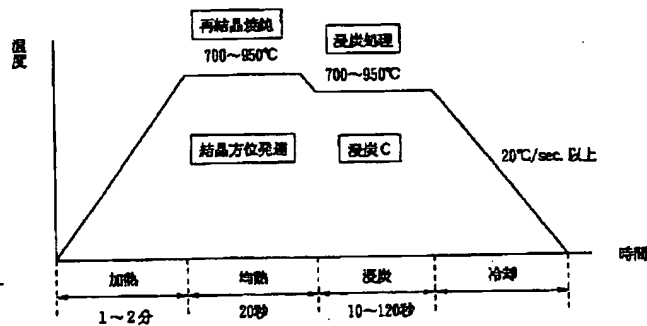 再結晶焼鈍
浸炭処理
温度
700～950℃
700～950℃
結晶方位発達
浸炭C
20℃/sec. 以上
時間
加熱
均熱
浸炭
冷却
1～2分
20秒
10～120秒